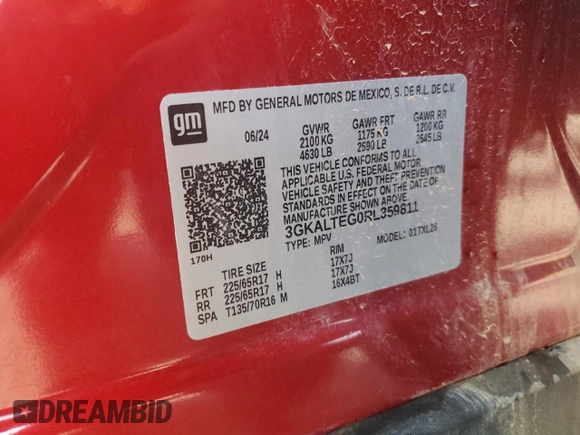 gm
MFD BY GENERAL MOTORS DE MEXICO, S. DE R.L. DE C.V.
06/24 GVWR GAWR FRT GAWR RR
2100 KG 1175 KG 1200 KG
4630 LB 2590 LB 2645 LB
THIS VEHICLE CONFORMS TO ALL
APPLICABLE U.S. FEDERAL MOTOR
VEHICLE SAFETY AND THEFT PREVENTION
STANDARDS IN EFFECT ON THE DATE OF
MANUFACTURE SHOWN ABOVE.
3GKALTEG0RL359811
TYPE: MPV 01TXL26
170H
TIRE SIZE RIM
FRT 225/65R17 H 17X7J
RR 225/65R17 H 17X7J
SPA T135/70R16 M 16X4BT
DREAMBID